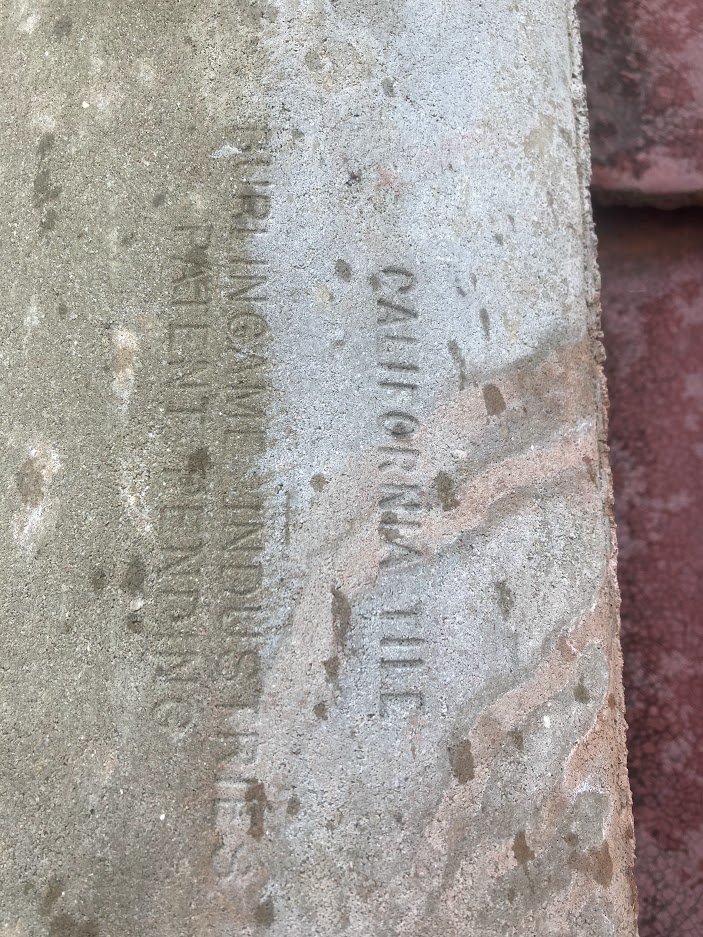 CALIFORNIA TILE
BURLINGAME INDUSTRIES
PATENT PENDING